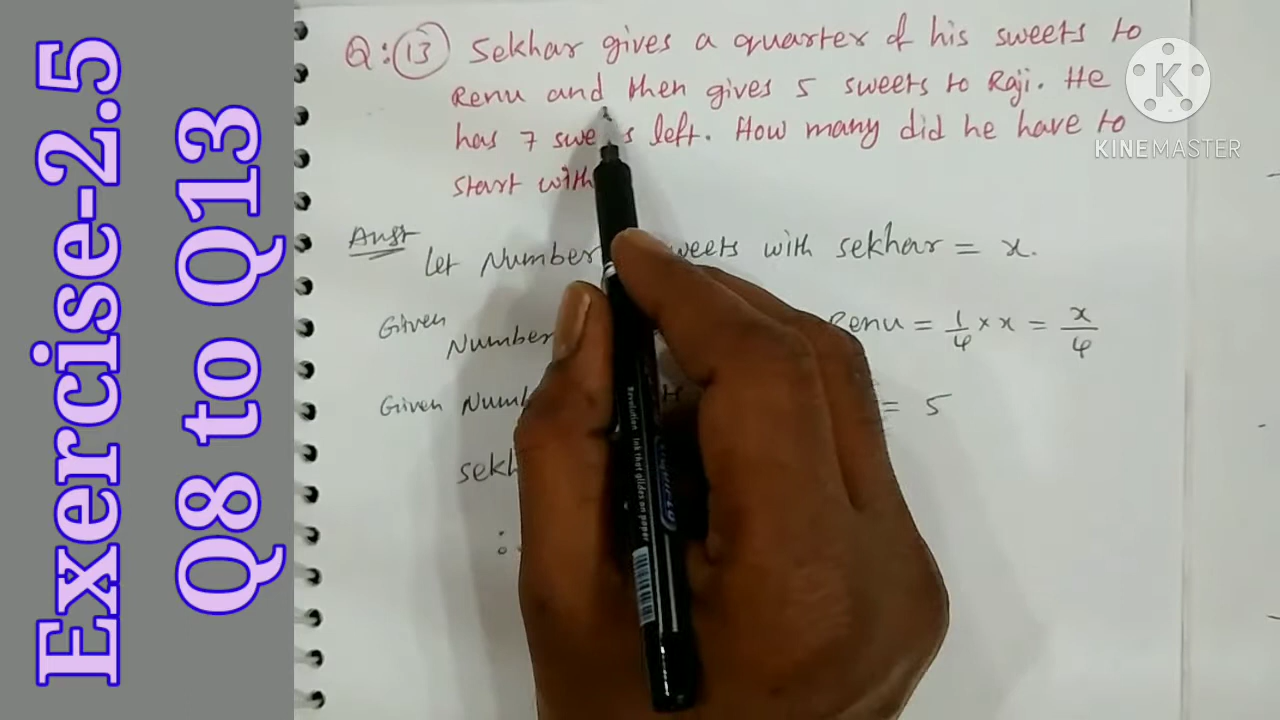 Exercise-2.5
Q8 to Q13
Q: 13 Sekhar gives a quarter of his sweets to
Renu and then gives 5 sweets to Raji. He
has 7 swe s left. How many did he have to
start with
K
KINEMASTER
Ans:
Let Number weets with sekhar = x.
Given
Number Renu = 1/4 × x = x/4
Given Numb = 5
sekh
∴